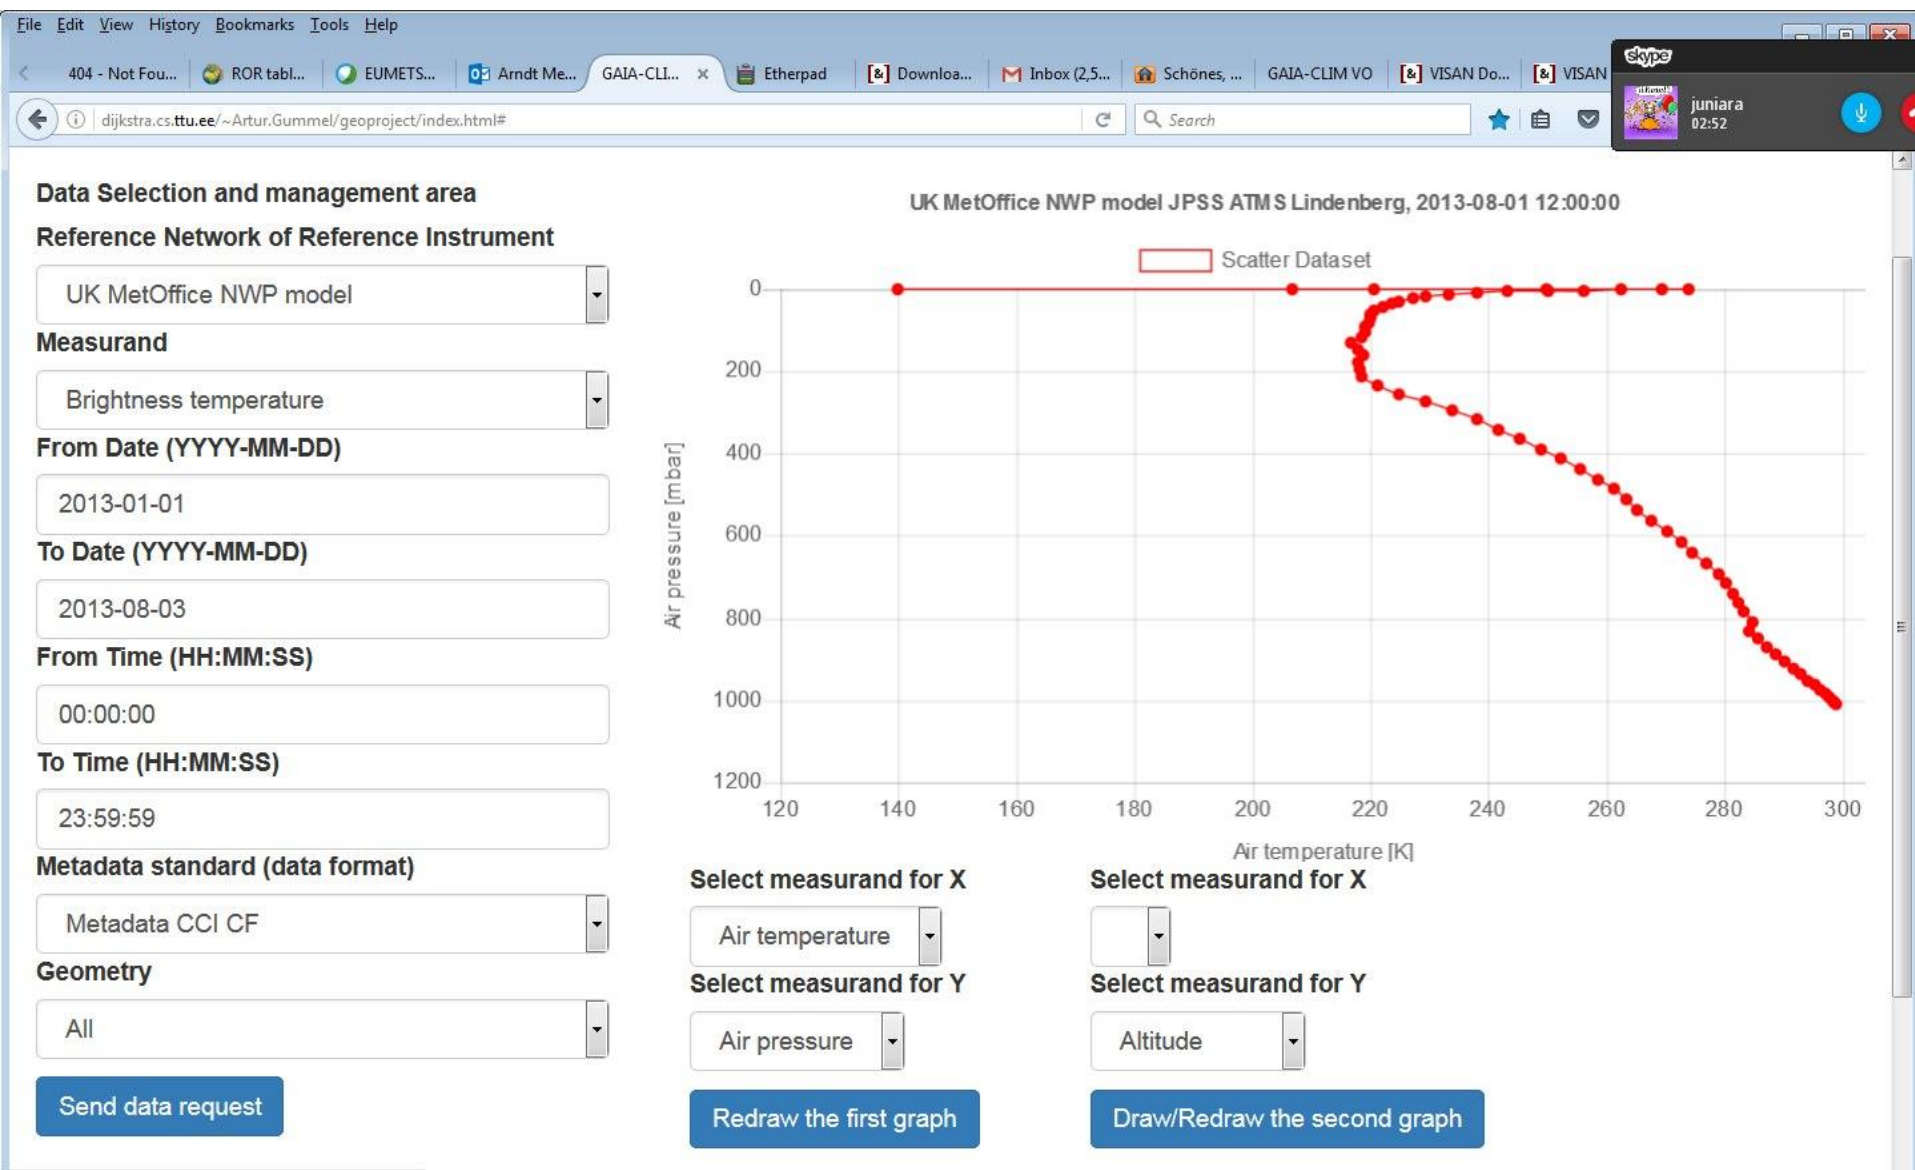 File Edit View History Bookmarks Tools Help
404 - Not Fou... ROR tabl... EUMETS... Arndt Me... GAIA-CLI... × Etherpad Downloa... Inbox (2,5... Schönes, ... GAIA-CLIM VO VISAN Do... VISAN
skype
juniara
02:52
dijkstra.cs.ttu.ee/~Artur.Gummel/geoproject/index.html#
Search
Data Selection and management area
Reference Network of Reference Instrument
UK MetOffice NWP model
Measurand
Brightness temperature
From Date (YYYY-MM-DD)
2013-01-01
To Date (YYYY-MM-DD)
2013-08-03
From Time (HH:MM:SS)
00:00:00
To Time (HH:MM:SS)
23:59:59
Metadata standard (data format)
Metadata CCI CF
Geometry
All
Send data request
UK MetOffice NWP model JPSS ATMS Lindenberg, 2013-08-01 12:00:00
Scatter Dataset
Air pressure [mbar]
0
200
400
600
800
1000
1200
120 140 160 180 200 220 240 260 280 300
Air temperature [K]
Select measurand for X
Air temperature
Select measurand for Y
Air pressure
Redraw the first graph
Select measurand for X
Select measurand for Y
Altitude
Draw/Redraw the second graph